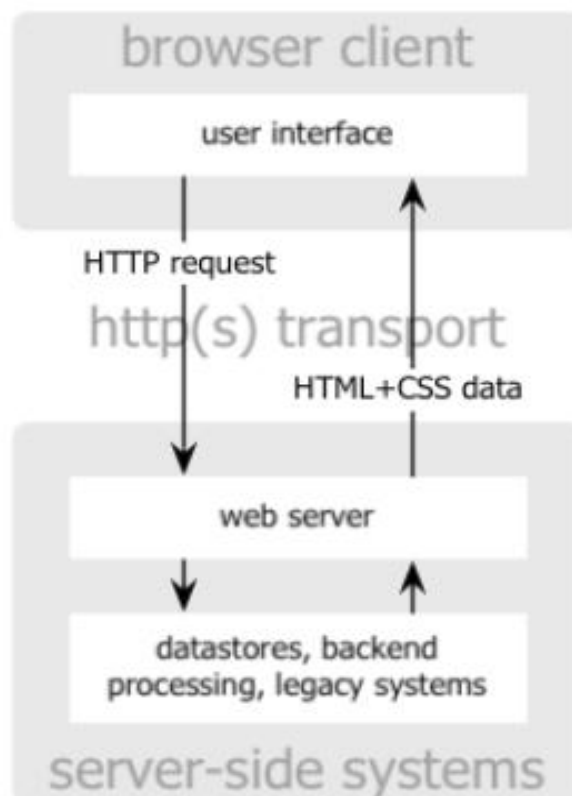 browser client
user interface
HTTP request
http(s) transport
HTML+CSS data
web server
datastores, backend
processing, legacy systems
server-side systems